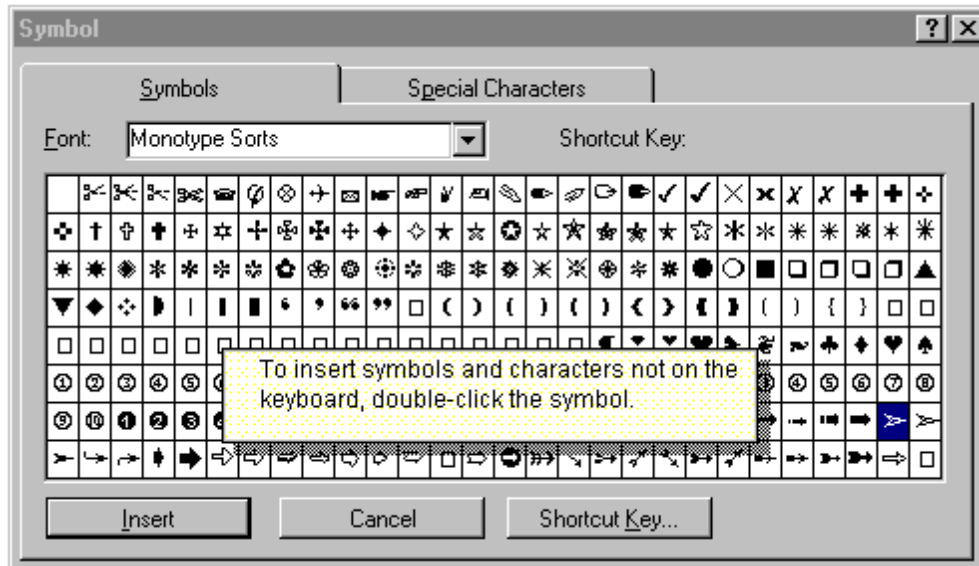 Symbol
Symbols
Special Characters
Font:
Monotype Sorts
Shortcut Key:
To insert symbols and characters not on the
keyboard, double-click the symbol.
Insert
Cancel
Shortcut Key...